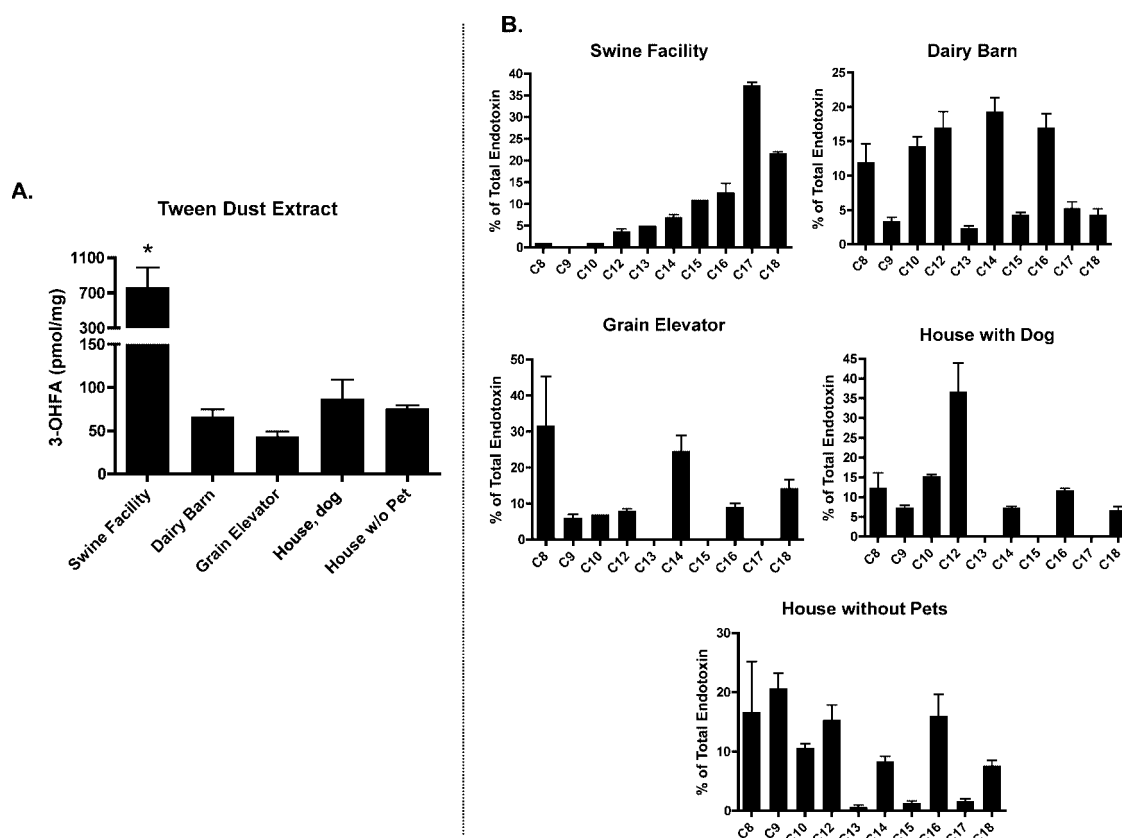 A.
Tween Dust Extract
*
3-OHFA (pmol/mg)
1100
700
300
150
100
50
0
Swine Facility
Dairy Barn
Grain Elevator
House, dog
House w/o Pet
B.
Swine Facility
% of Total Endotoxin
40
35
30
25
20
15
10
5
0
C8 C9 C10 C12 C13 C14 C15 C16 C17 C18
Dairy Barn
% of Total Endotoxin
25
20
15
10
5
0
C8 C9 C10 C12 C13 C14 C15 C16 C17 C18
Grain Elevator
% of Total Endotoxin
50
40
30
20
10
0
C8 C9 C10 C12 C13 C14 C15 C16 C17 C18
House with Dog
% of Total Endotoxin
45
40
35
30
25
20
15
10
5
0
C8 C9 C10 C12 C13 C14 C15 C16 C17 C18
House without Pets
% of Total Endotoxin
30
20
10
0
C8 C9 C10 C12 C13 C14 C15 C16 C17 C18